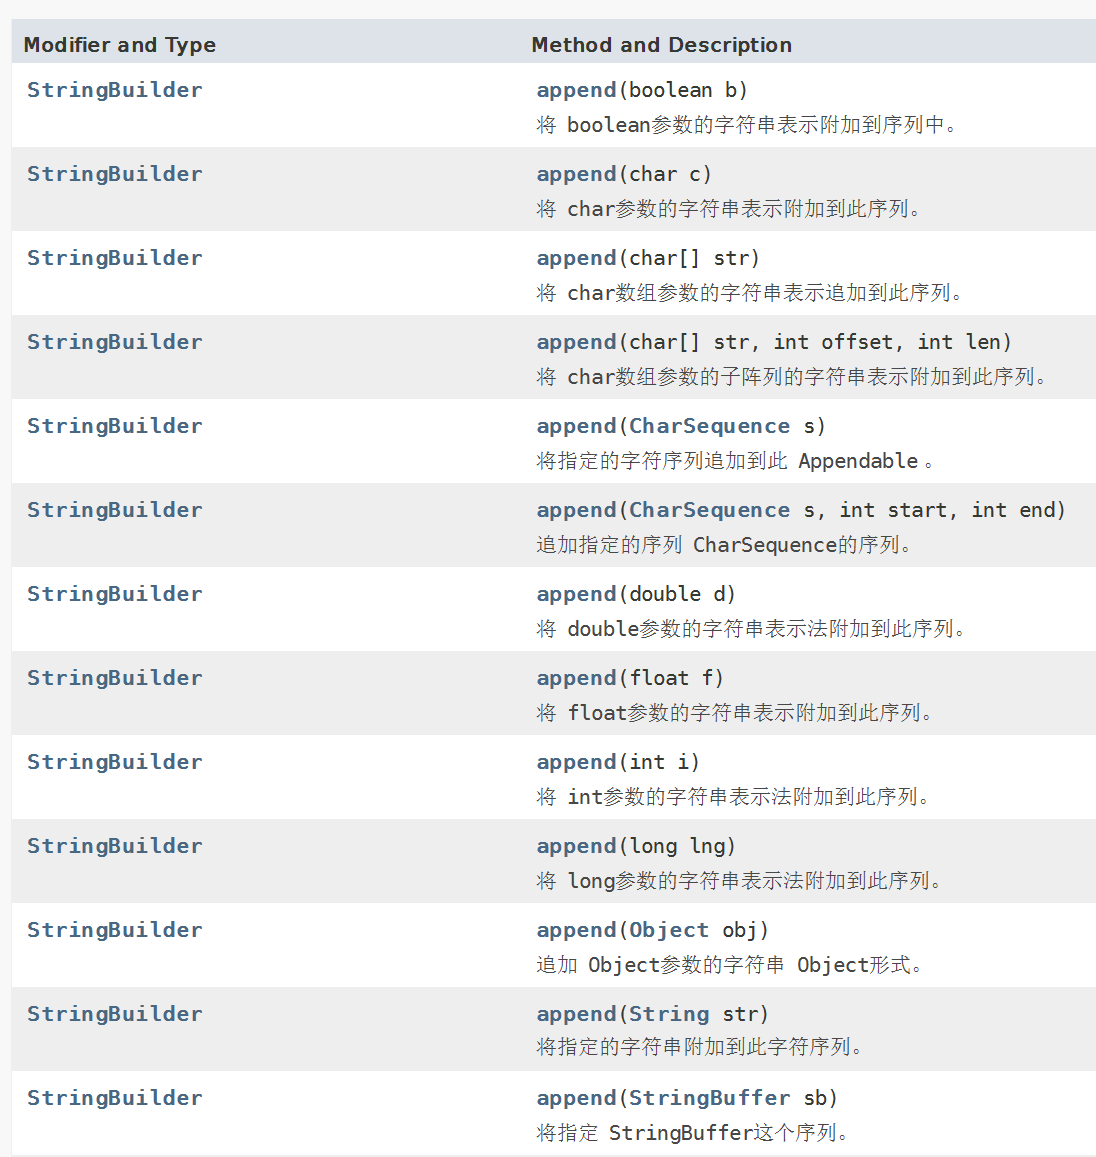 Modifier and Type Method and Description
StringBuilder append(boolean b)
将 boolean参数的字符串表示附加到序列中。
StringBuilder append(char c)
将 char参数的字符串表示附加到此序列。
StringBuilder append(char[] str)
将 char数组参数的字符串表示追加到此序列。
StringBuilder append(char[] str, int offset, int len)
将 char数组参数的子阵列的字符串表示附加到此序列。
StringBuilder append(CharSequence s)
将指定的字符序列追加到此 Appendable 。
StringBuilder append(CharSequence s, int start, int end)
追加指定的序列 CharSequence的序列。
StringBuilder append(double d)
将 double参数的字符串表示法附加到此序列。
StringBuilder append(float f)
将 float参数的字符串表示附加到此序列。
StringBuilder append(int i)
将 int参数的字符串表示法附加到此序列。
StringBuilder append(long lng)
将 long参数的字符串表示法附加到此序列。
StringBuilder append(Object obj)
追加 Object参数的字符串 Object形式。
StringBuilder append(String str)
将指定的字符串附加到此字符序列。
StringBuilder append(StringBuffer sb)
将指定 StringBuffer这个序列。